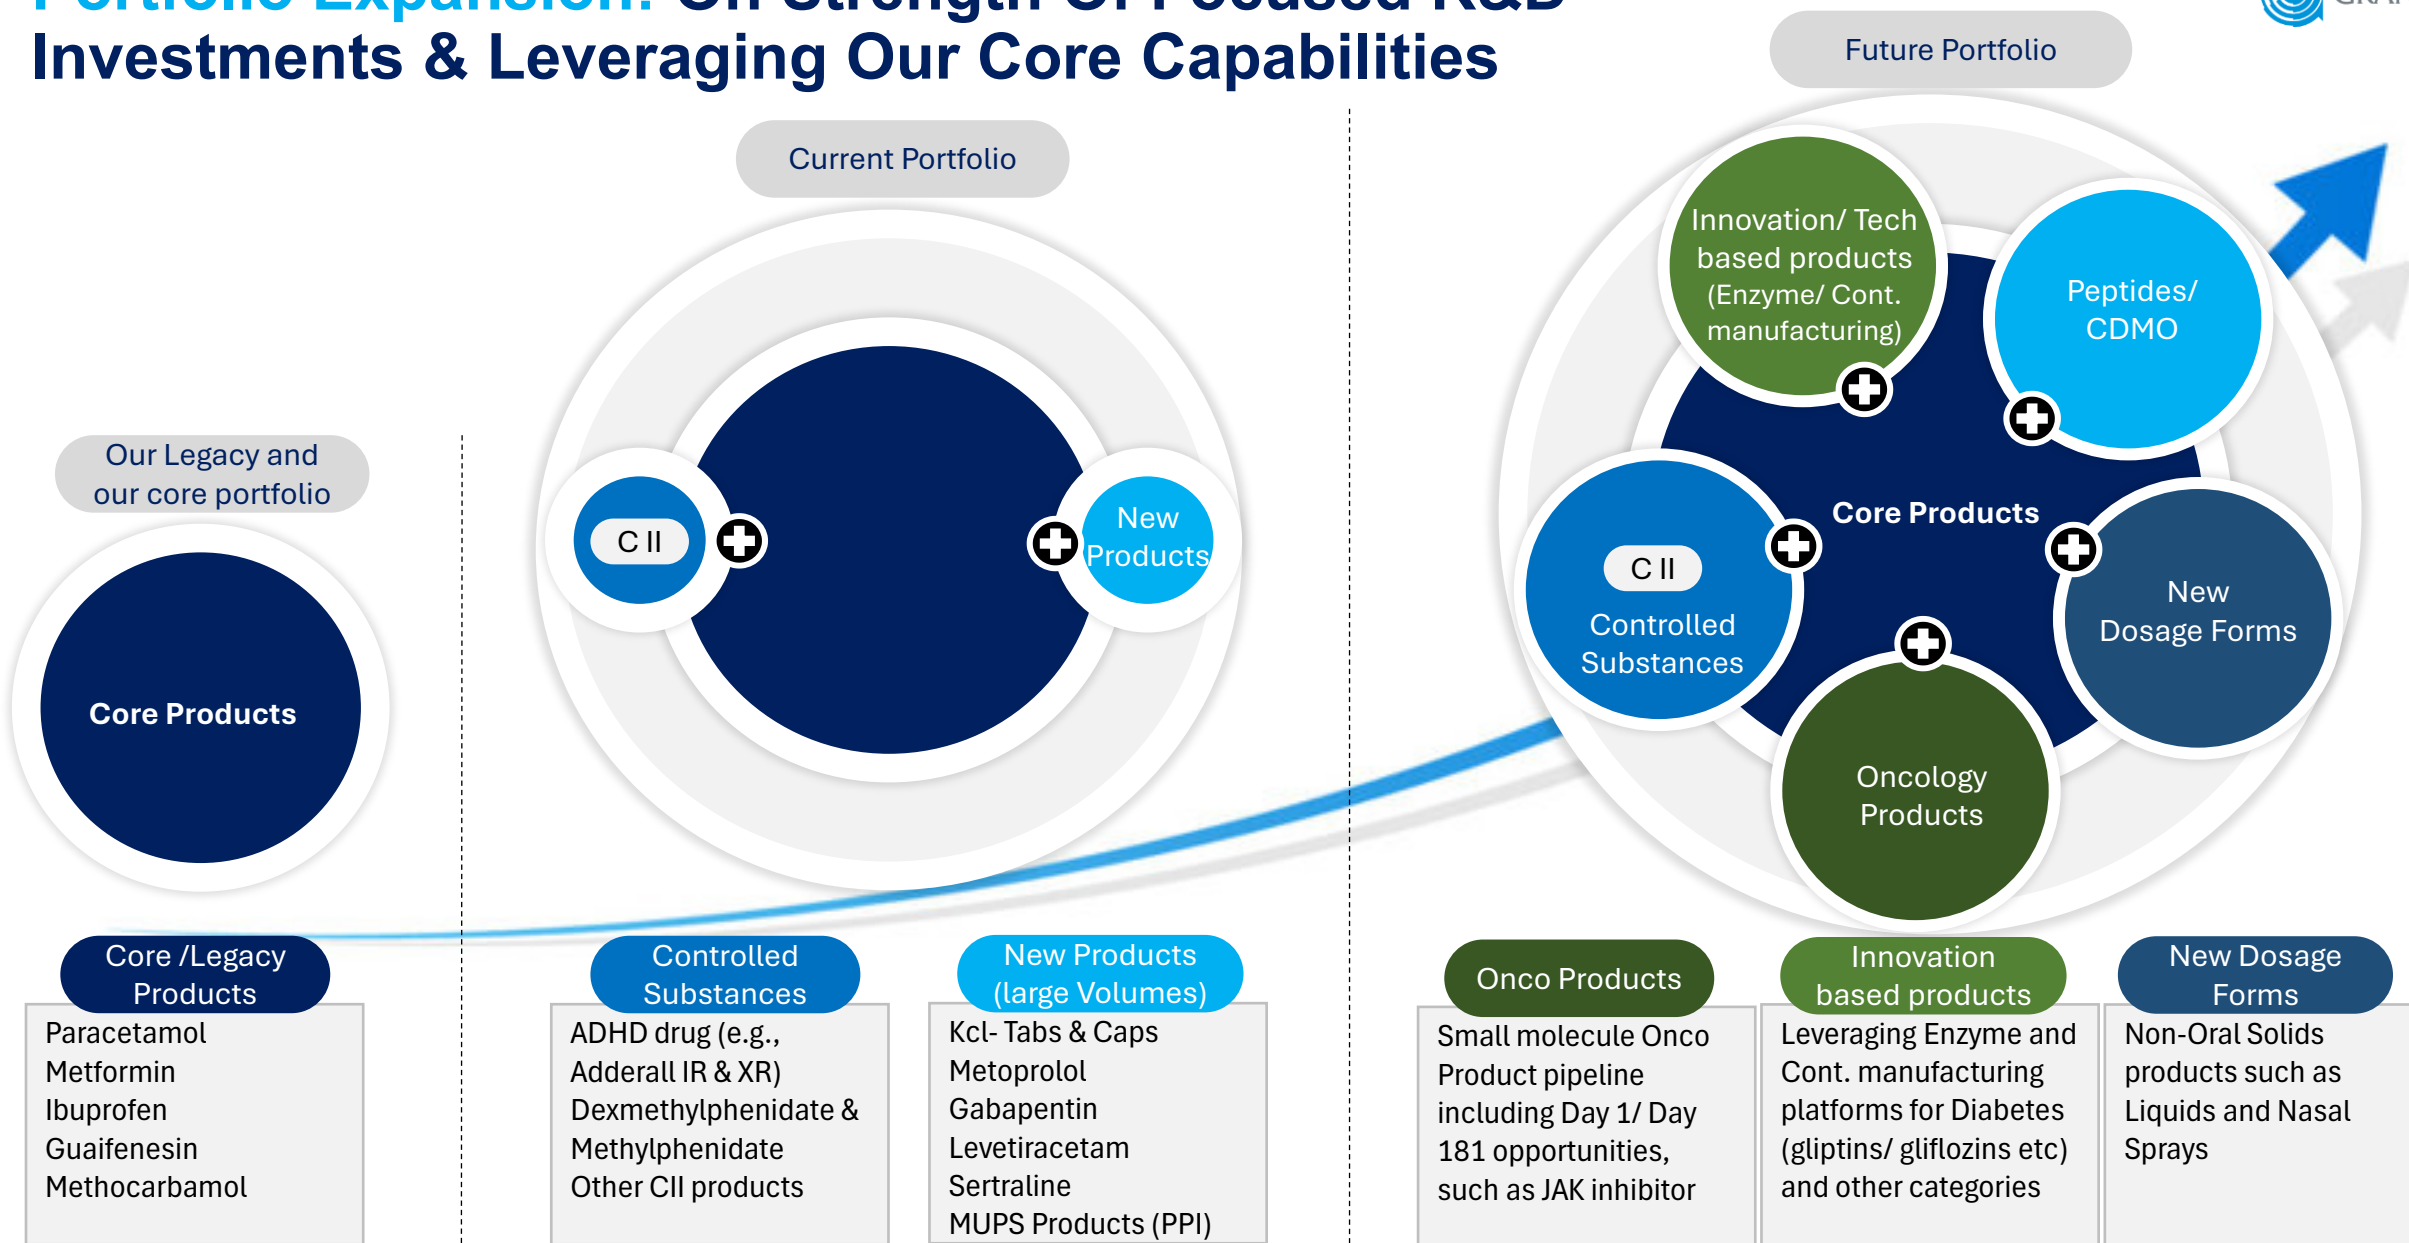 Portfolio Expansion: On Strength Of Focused R&D
Investments & Leveraging Our Core Capabilities
Our Legacy and
our core portfolio
Core Products
Core /Legacy
Products
Paracetamol
Metformin
Ibuprofen
Guaifenesin
Methocarbamol
Current Portfolio
C II
New
Products
Controlled
Substances
ADHD drug (e.g.,
Adderall IR & XR)
Dexmethylphenidate &
Methylphenidate
Other CII products
New Products
(large Volumes)
Kcl- Tabs & Caps
Metoprolol
Gabapentin
Levetiracetam
Sertraline
MUPS Products (PPI)
Future Portfolio
Innovation/ Tech
based products
(Enzyme/ Cont.
manufacturing)
Peptides/
CDMO
Core Products
C II
Controlled
Substances
New
Dosage Forms
Oncology
Products
Onco Products
Small molecule Onco
Product pipeline
including Day 1/ Day
181 opportunities,
such as JAK inhibitor
Innovation
based products
Leveraging Enzyme and
Cont. manufacturing
platforms for Diabetes
(gliptins/ gliflozins etc)
and other categories
New Dosage
Forms
Non-Oral Solids
products such as
Liquids and Nasal
Sprays